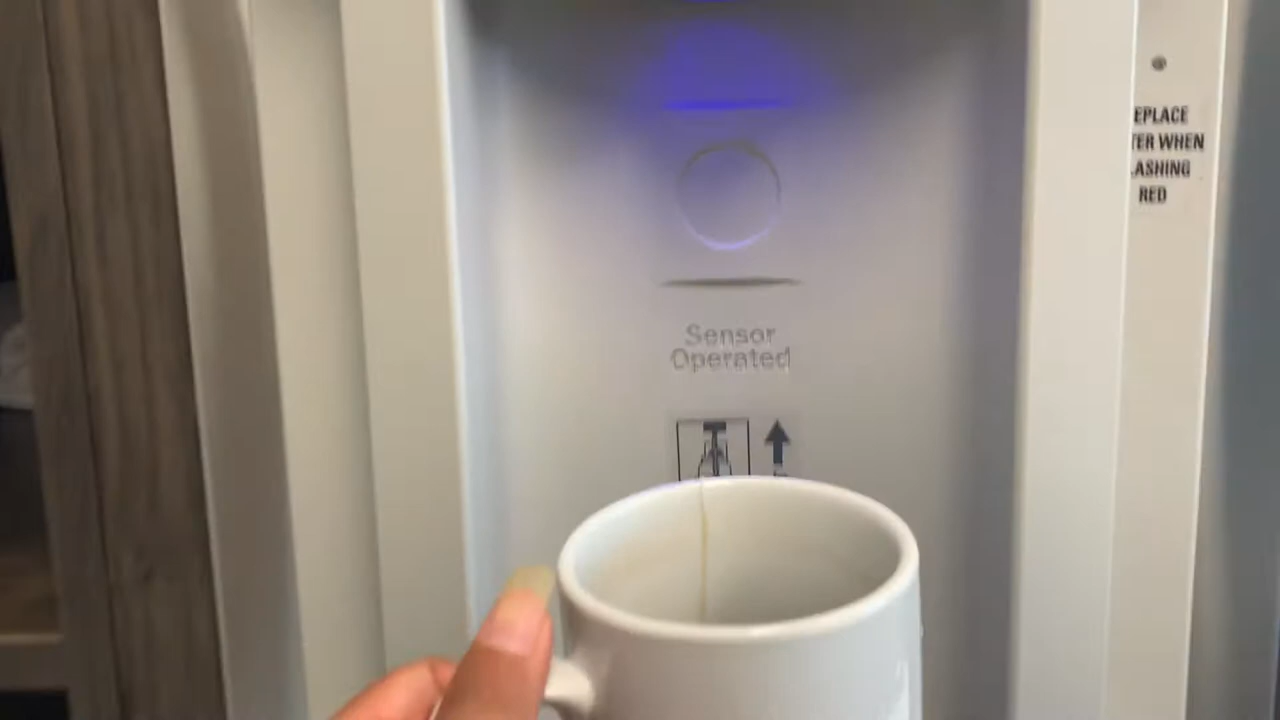 Sensor
Operated
EPLACE
TER WHEN
LASHING
RED